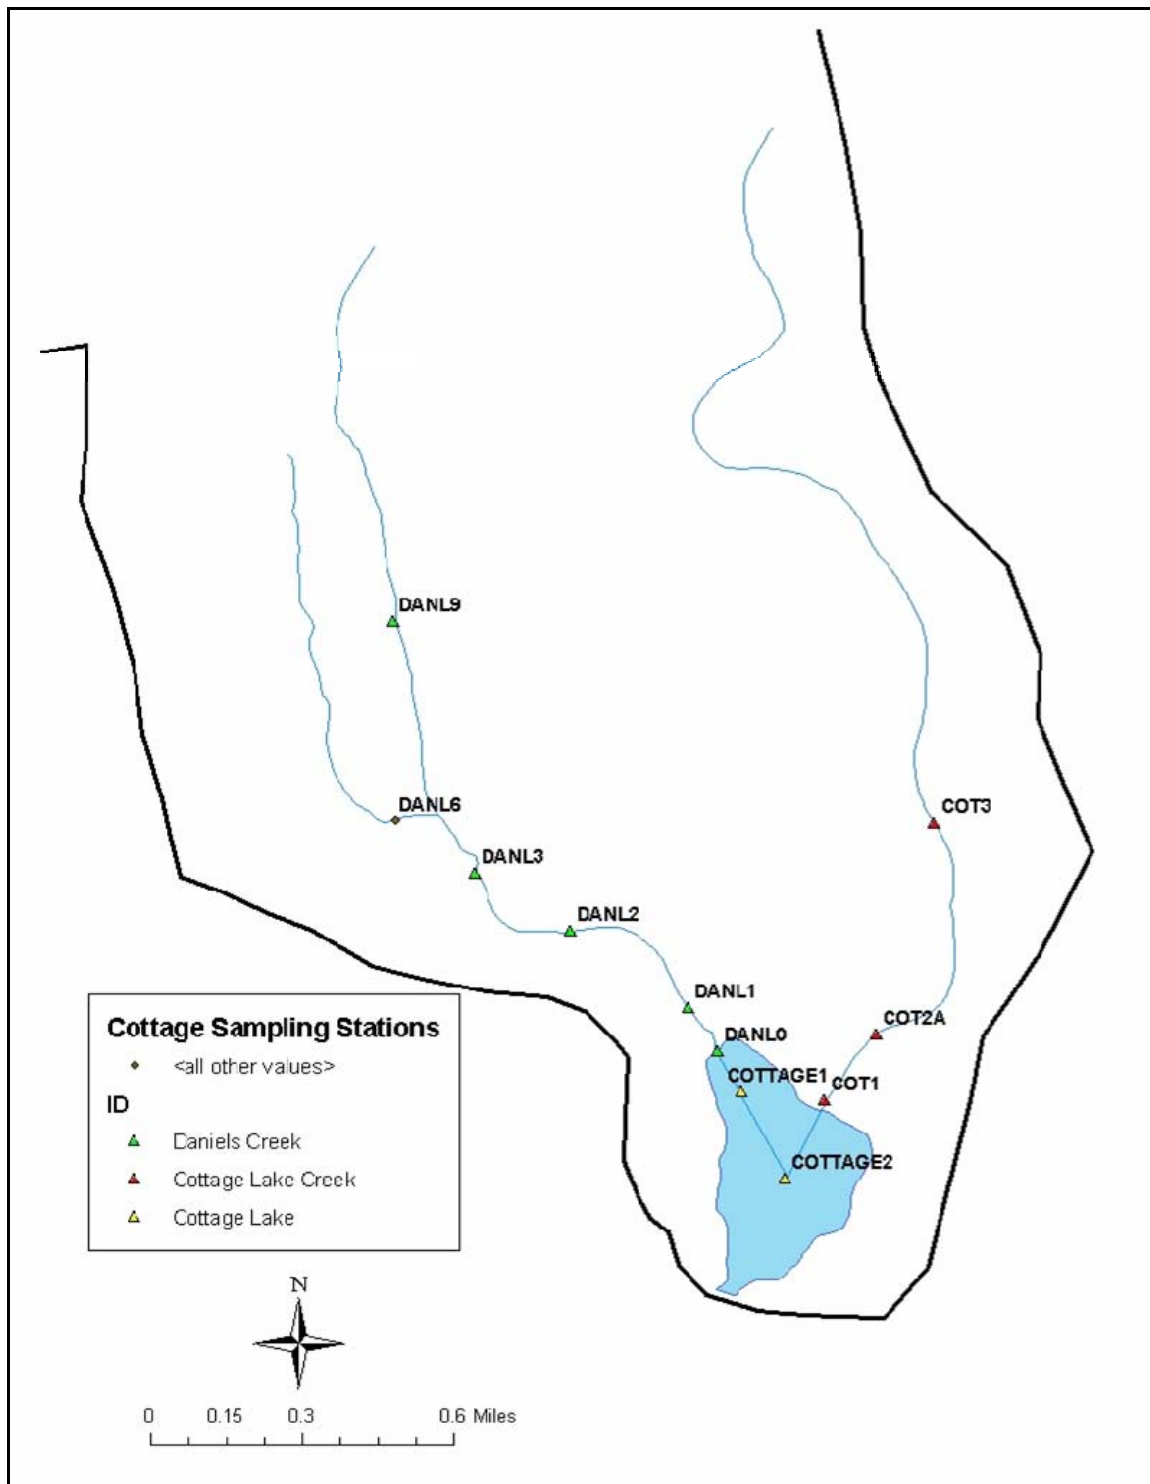 DANL9
DANL6
COT3
DANL3
DANL2
DANL1
COT2A
DANL0
COTTAGE1
COT1
COTTAGE2
Cottage Sampling Stations
<all other values>
ID
Daniels Creek
Cottage Lake Creek
Cottage Lake
N
0 0.15 0.3 0.6 Miles